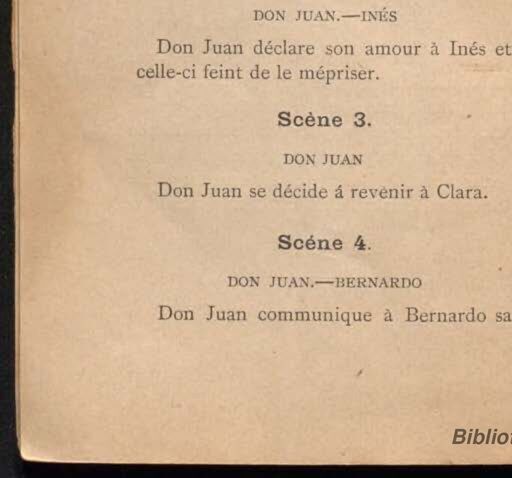 DON JUAN.—INÉS
Don Juan déclare son amour à Inés et
celle-ci feint de le mépriser.
Scène 3.
DON JUAN
Don Juan se décide á revenir à Clara.
Scéne 4.
DON JUAN.—BERNARDO
Don Juan communique à Bernardo sa
Bibliot